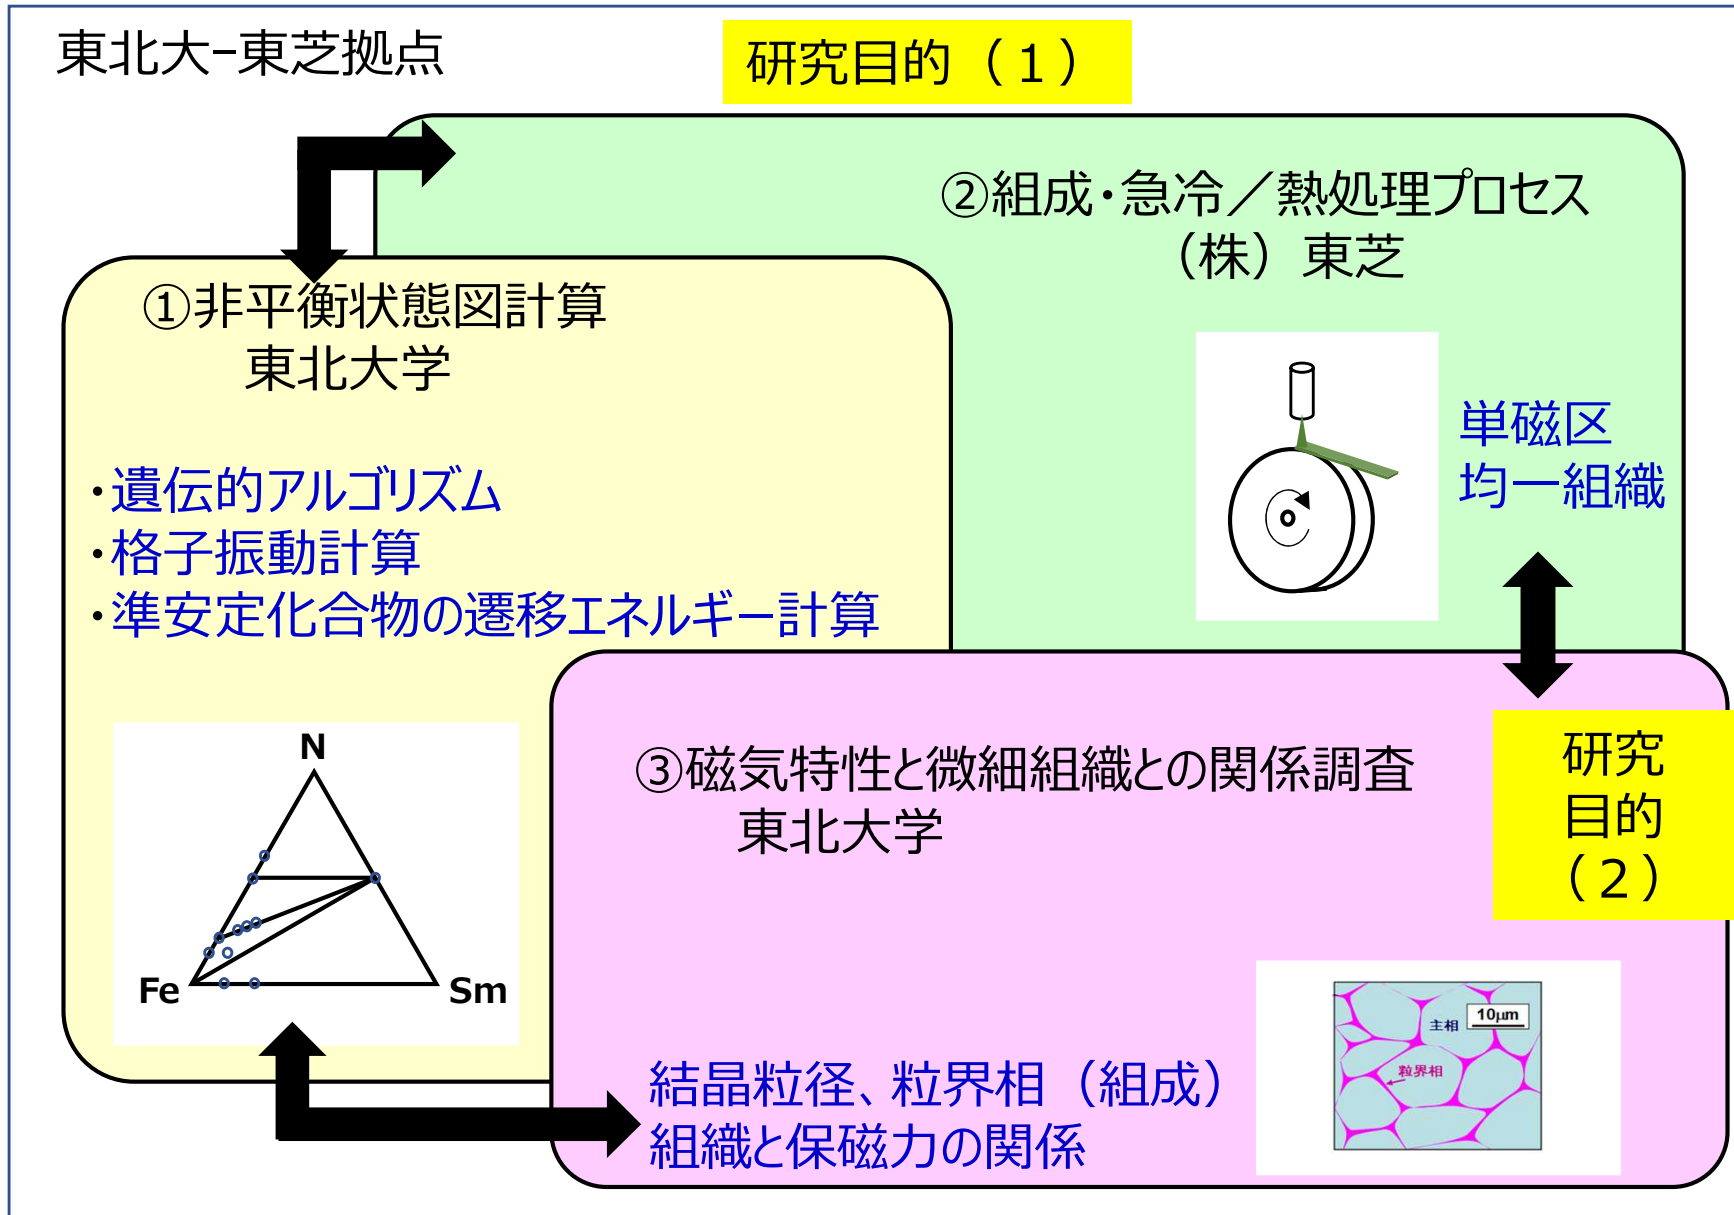 東北大ｰ東芝拠点
研究目的（１）
②組成･急冷／熱処理プロセス
（株）東芝
①非平衡状態図計算
東北大学
単磁区
均一組織
･遺伝的アルゴリズム
･格子振動計算
･準安定化合物の遷移エネルギー計算
N
Fe
Sm
③磁気特性と微細組織との関係調査
東北大学
研究
目的
（２）
主相
10μm
粒界相
結晶粒径、粒界相（組成）
組織と保磁力の関係